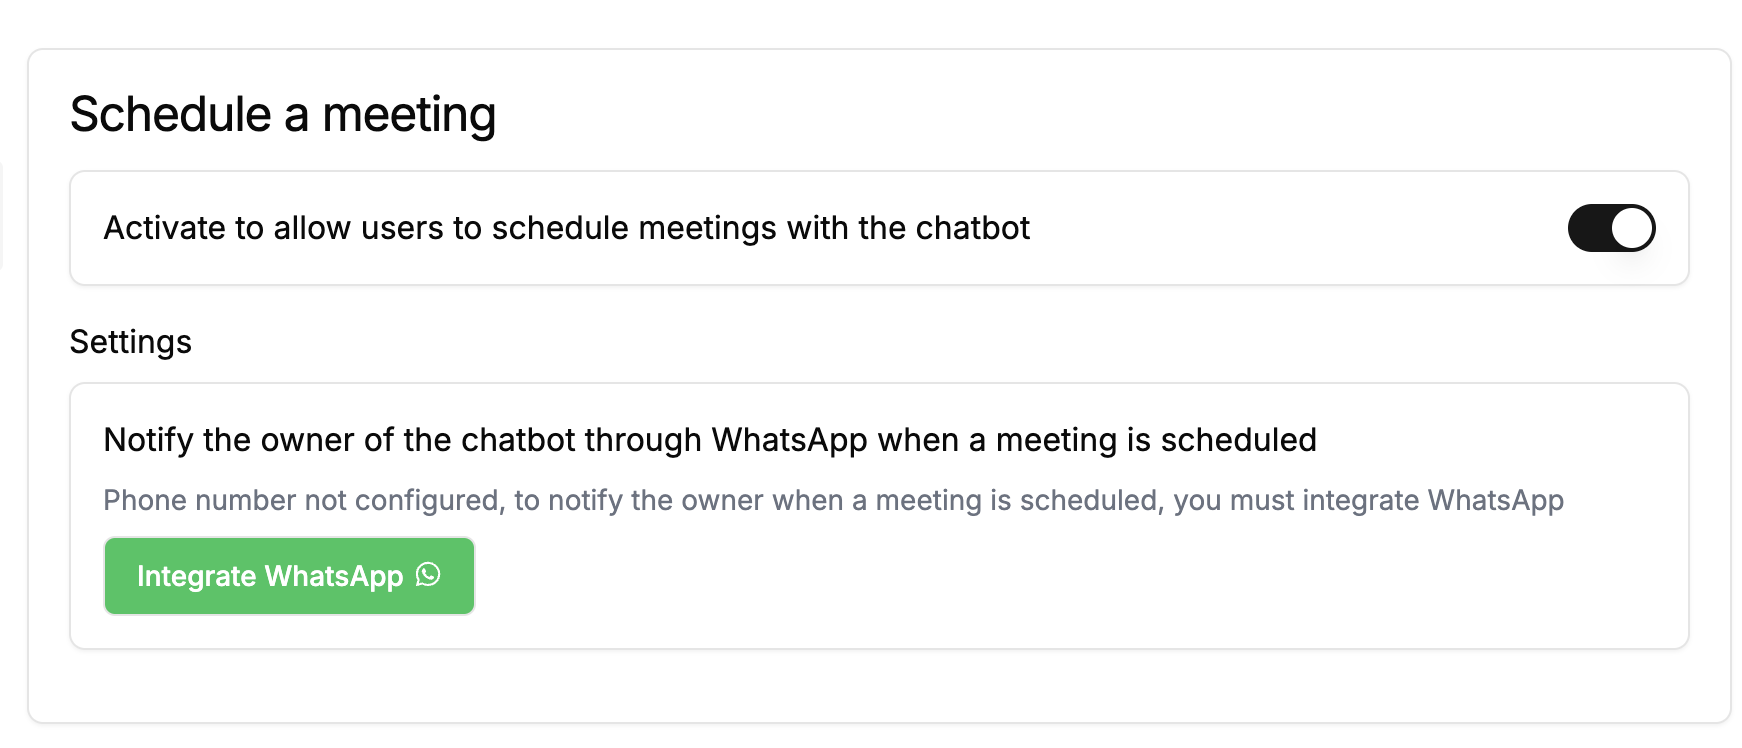 Schedule a meeting
Activate to allow users to schedule meetings with the chatbot
Settings
Notify the owner of the chatbot through WhatsApp when a meeting is scheduled
Phone number not configured, to notify the owner when a meeting is scheduled, you must integrate WhatsApp
Integrate WhatsApp